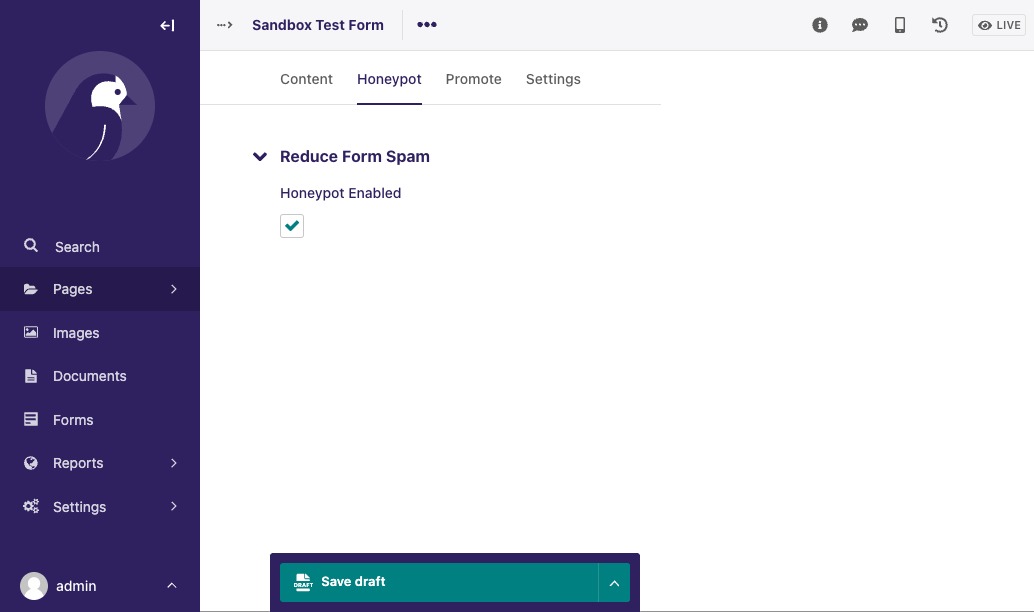 Sandbox Test Form
•••
LIVE
Content Honeypot Promote Settings
Reduce Form Spam
Honeypot Enabled
Search
Pages
Images
Documents
Forms
Reports
Settings
admin
DRAFT Save draft